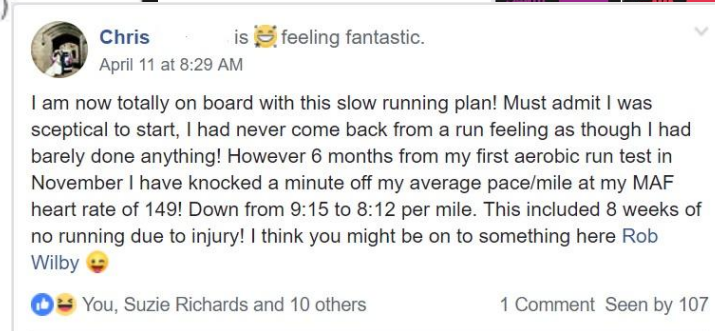 Chris is feeling fantastic.
April 11 at 8:29 AM
I am now totally on board with this slow running plan! Must admit I was
sceptical to start, I had never come back from a run feeling as though I had
barely done anything! However 6 months from my first aerobic run test in
November I have knocked a minute off my average pace/mile at my MAF
heart rate of 149! Down from 9:15 to 8:12 per mile. This included 8 weeks of
no running due to injury! I think you might be on to something here Rob
Wilby
You, Suzie Richards and 10 others 1 Comment Seen by 107